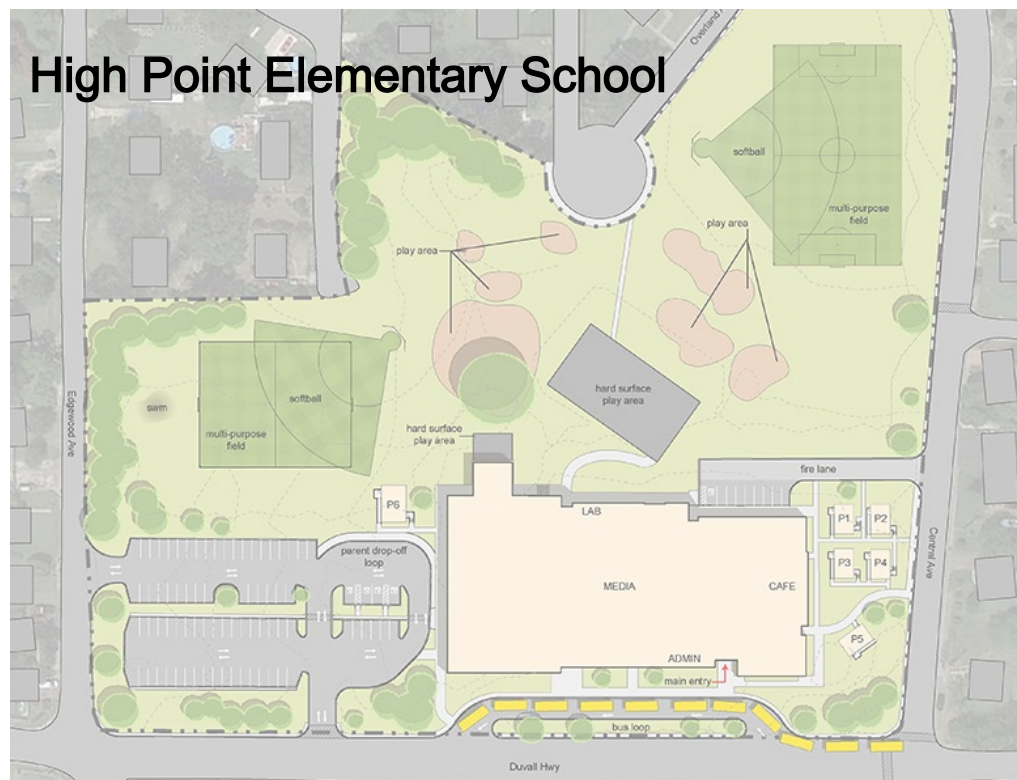 High Point Elementary School
softball
multi-purpose
field
play area
play area
Edgewood Ave
swm
softball
multi-purpose
field
hard surface
play area
hard surface
play area
fire lane
P6
LAB
P1
P2
P3
P4
P5
parent drop-off
loop
MEDIA
CAFE
Central Ave
ADMIN
main entry
bus loop
Duvall Hwy